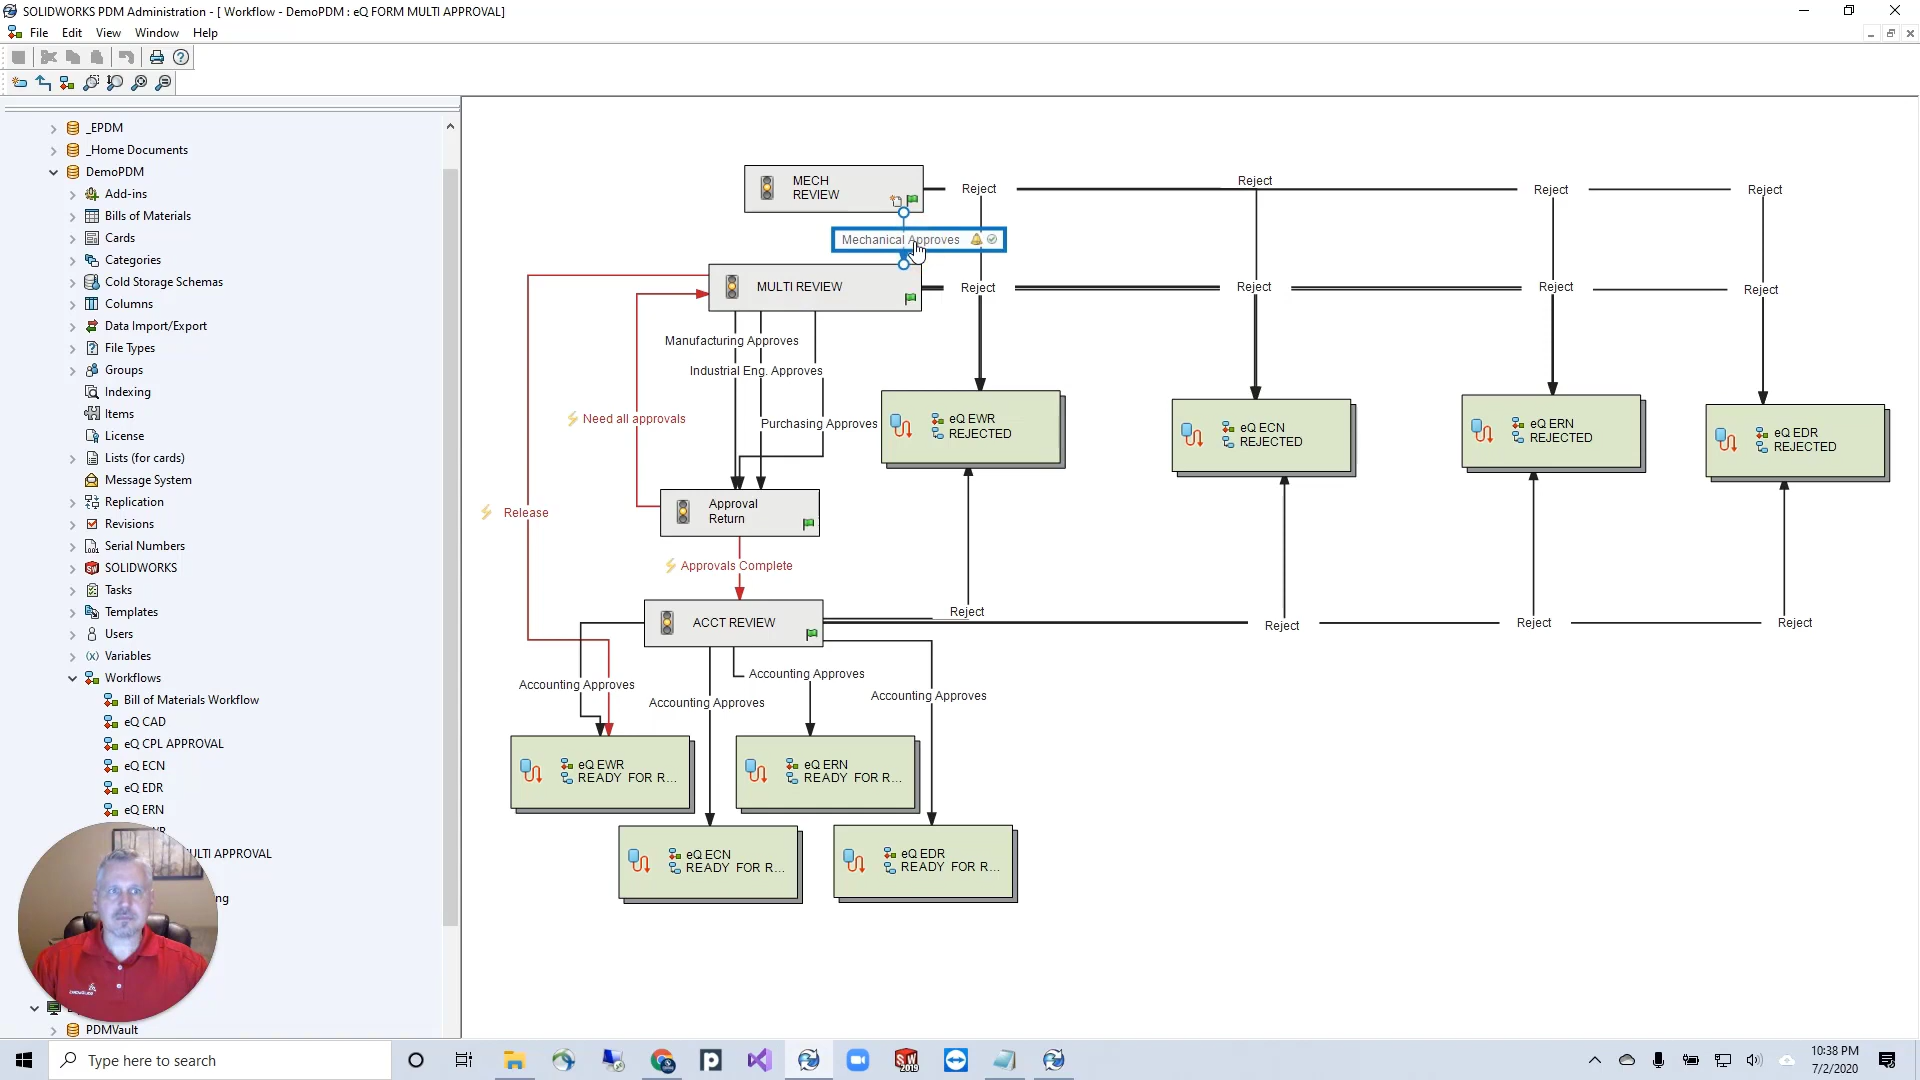 SOLIDWORKS PDM Administration - [ Workflow - DemoPDM : eQ FORM MULTI APPROVAL]
File Edit View Window Help
_EPDM
_Home Documents
DemoPDM
Add-ins
Bills of Materials
Cards
Categories
Cold Storage Schemas
Columns
Data Import/Export
File Types
Groups
Indexing
Items
License
Lists (for cards)
Message System
Replication
Revisions
Serial Numbers
SOLIDWORKS
Tasks
Templates
Users
Variables
Workflows
Bill of Materials Workflow
eQ CAD
eQ CPL APPROVAL
eQ ECN
eQ EDR
eQ ERN
APPROVAL
PDMVault
MECH
REVIEW
Reject
Reject
Reject
Reject
Mechanical Approves
MULTI REVIEW
Reject
Reject
Reject
Reject
Manufacturing Approves
Industrial Eng. Approves
Need all approvals
Purchasing Approves
eQ EWR
REJECTED
eQ ECN
REJECTED
eQ ERN
REJECTED
eQ EDR
REJECTED
Release
Approval
Return
Approvals Complete
ACCT REVIEW
Reject
Reject
Reject
Reject
Accounting Approves
Accounting Approves
Accounting Approves
Accounting Approves
eQ EWR
READY FOR R...
eQ ERN
READY FOR R...
eQ ECN
READY FOR R...
eQ EDR
READY FOR R...
Type here to search
2019
10:38 PM
7/2/2020